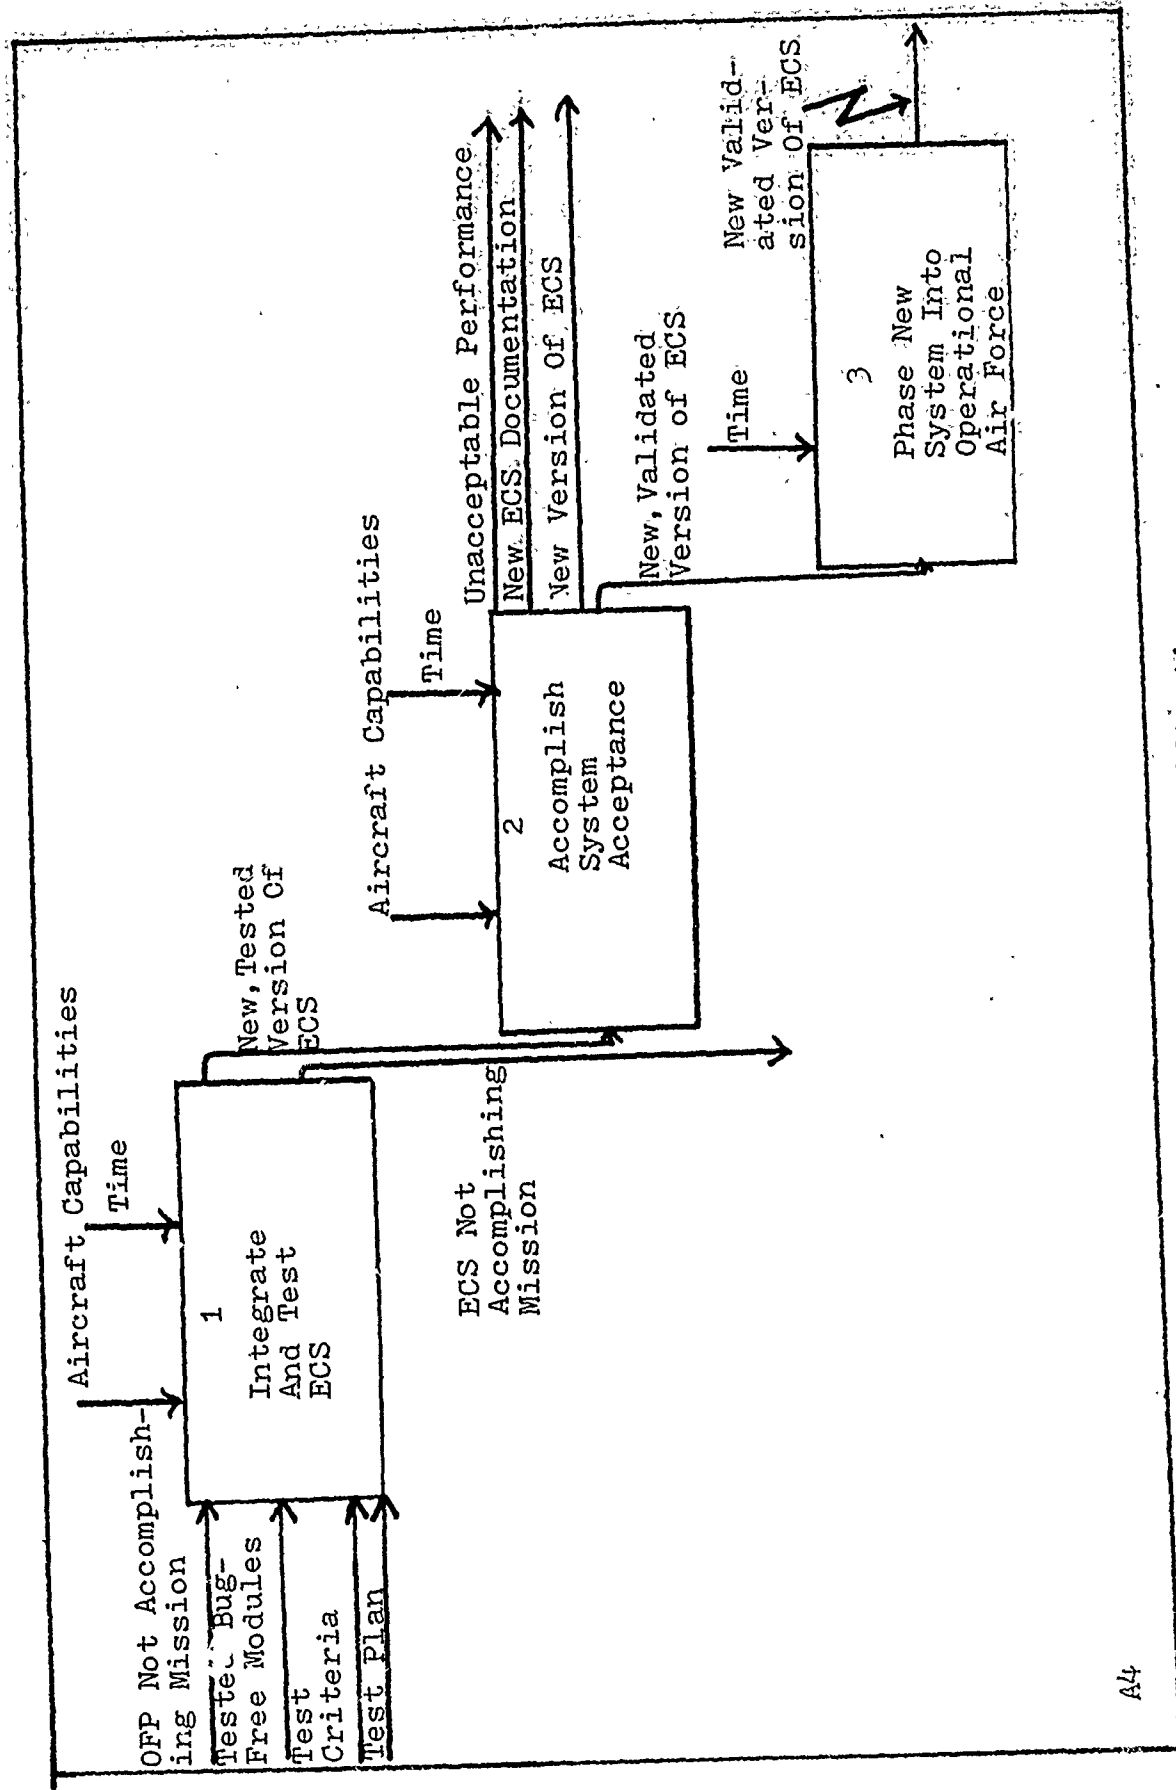 Aircraft Capabilities
Time
OFP Not Accomplish-
ing Mission
Tested Bug-
Free Modules
Test
Criteria
Test Plan
1
Integrate
And Test
ECS
New,Tested
Version Of
ECS
ECS Not
Accomplishing
Mission
Aircraft Capabilities
Time
2
Accomplish
System
Acceptance
Unacceptable Performance
New ECS Documentation
New Version Of ECS
New,Validated
Version of ECS
Time
3
Phase New
System Into
Operational
Air Force
New Valid-
ated Ver-
sion Of ECS
A4